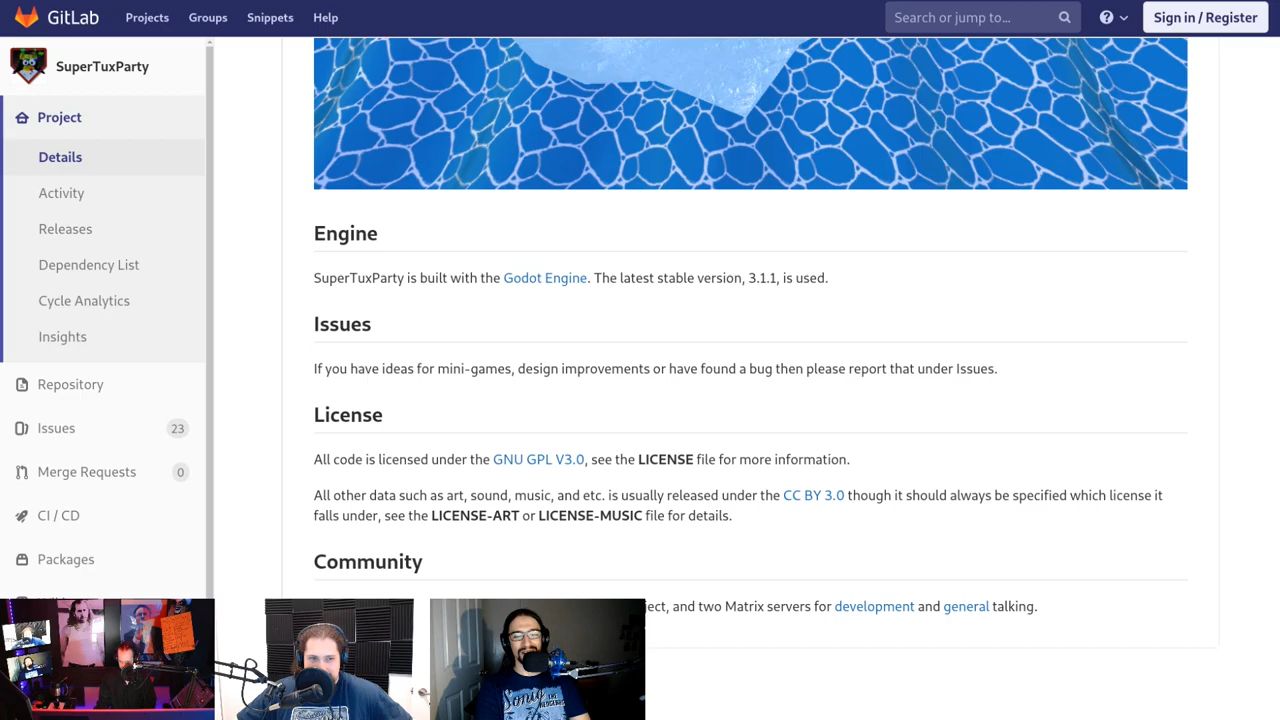 GitLab Projects Groups Snippets Help Search or jump to... Sign in / Register
SuperTuxParty
Project
Details
Activity
Releases
Dependency List
Cycle Analytics
Insights
Repository
Issues 23
Merge Requests 0
CI / CD
Packages
Engine
SuperTuxParty is built with the Godot Engine. The latest stable version, 3.1.1, is used.
Issues
If you have ideas for mini-games, design improvements or have found a bug then please report that under Issues.
License
All code is licensed under the GNU GPL V3.0, see the LICENSE file for more information.
All other data such as art, sound, music, and etc. is usually released under the CC BY 3.0 though it should always be specified which license it
falls under, see the LICENSE-ART or LICENSE-MUSIC file for details.
Community
and two Matrix servers for development and general talking.
Sonic
THE
HEDGEHOG